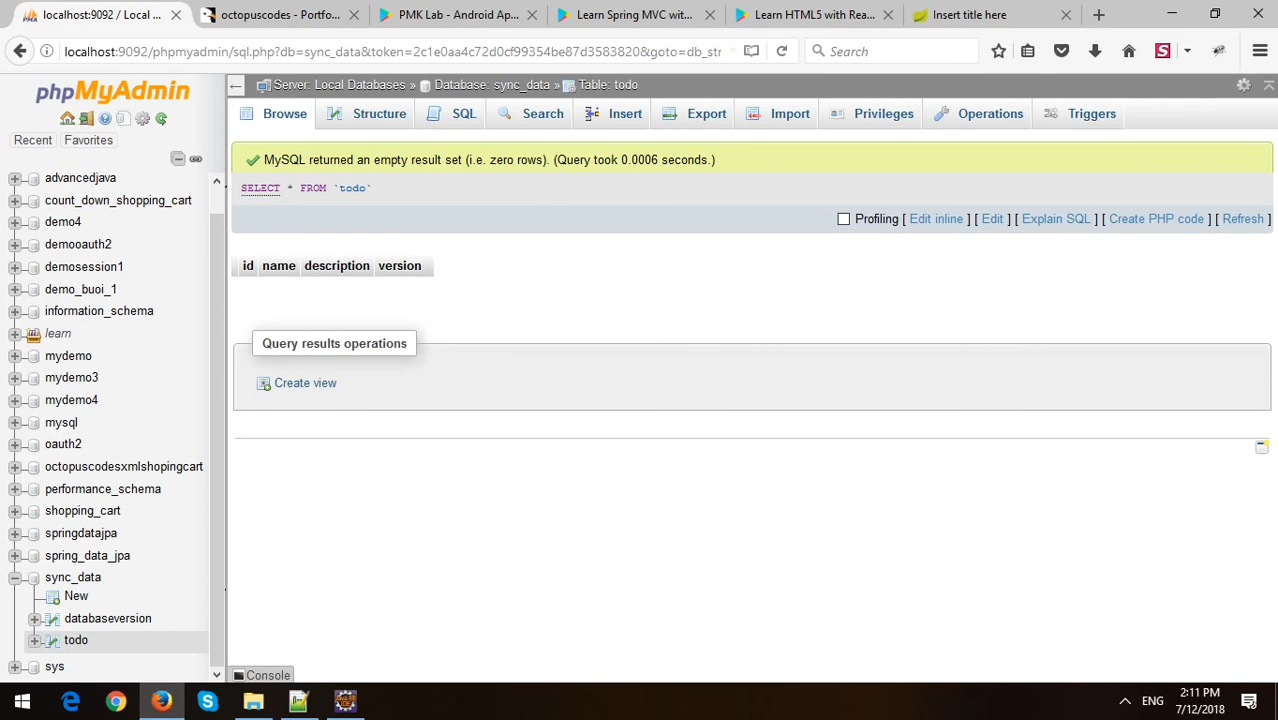 localhost:9092 / Local ...
octopuscodes - Portfo...
PMK Lab - Android Ap...
Learn Spring MVC wit...
Learn HTML5 with Rea...
Insert title here
localhost:9092/phpmyadmin/sql.php?db=sync_data&token=2c1e0aa4c72d0cf99354be87d3583820&goto=db_str
Search
phpMyAdmin
Recent
Favorites
advancedjava
count_down_shopping_cart
demo4
demooauth2
demosession1
demo_buoi_1
information_schema
learn
mydemo
mydemo3
mydemo4
mysql
oauth2
octopuscodesxmlshopingcart
performance_schema
shopping_cart
springdatajpa
spring_data_jpa
sync_data
New
databaseversion
todo
sys
Server: Local Databases » Database: sync_data » Table: todo
Browse
Structure
SQL
Search
Insert
Export
Import
Privileges
Operations
Triggers
MySQL returned an empty result set (i.e. zero rows). (Query took 0.0006 seconds.)
SELECT * FROM `todo`
Profiling [ Edit inline ] [ Edit ] [ Explain SQL ] [ Create PHP code ] [ Refresh ]
id name description version
Query results operations
Create view
Console
ENG
2:11 PM
7/12/2018